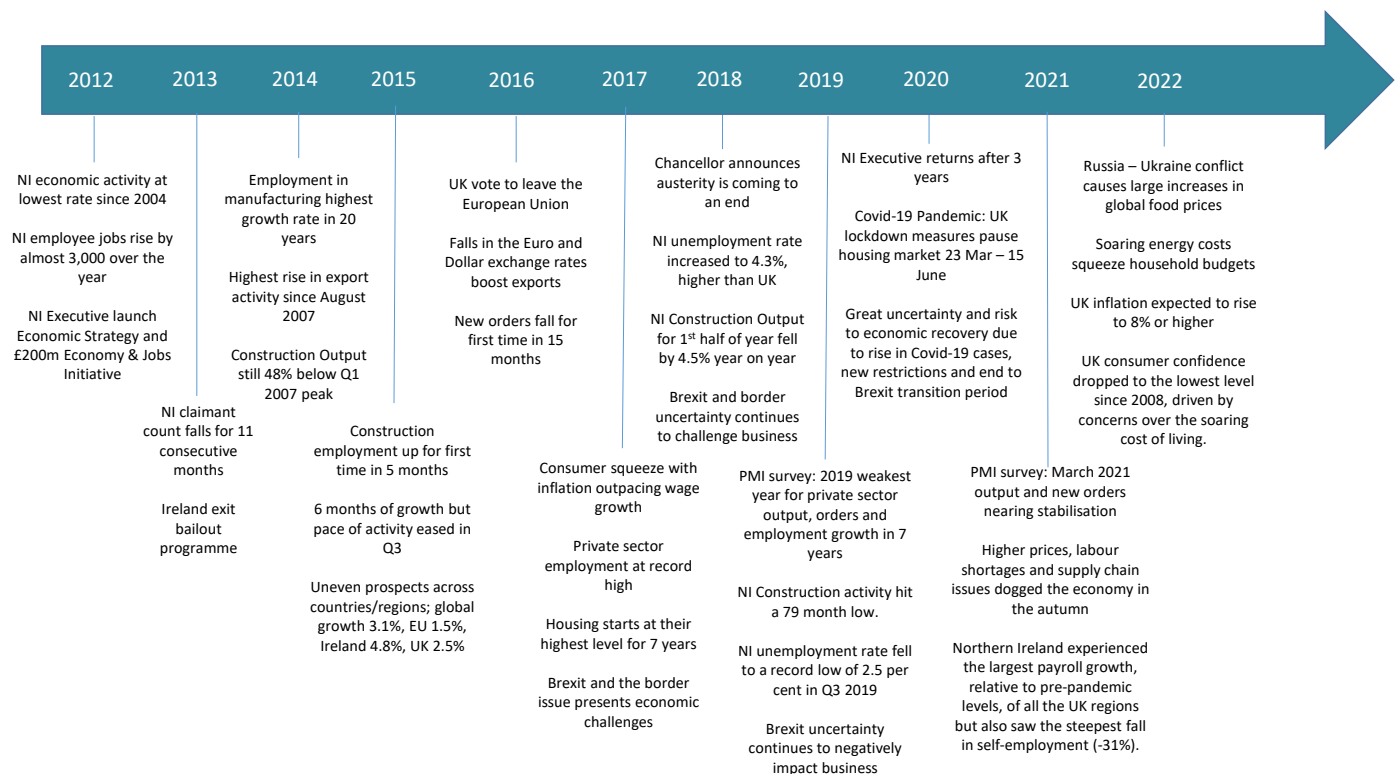 2012
2013
2014
2015
2016
2017
2018
2019
2020
2021
2022
NI economic activity at
lowest rate since 2004
NI employee jobs rise by
almost 3,000 over the
year
NI Executive launch
Economic Strategy and
£200m Economy & Jobs
Initiative
NI claimant
count falls for 11
consecutive
months
Ireland exit
bailout
programme
Employment in
manufacturing highest
growth rate in 20
years
Highest rise in export
activity since August
2007
Construction Output
still 48% below Q1
2007 peak
Construction
employment up for first
time in 5 months
6 months of growth but
pace of activity eased in
Q3
Uneven prospects across
countries/regions; global
growth 3.1%, EU 1.5%,
Ireland 4.8%, UK 2.5%
UK vote to leave the
European Union
Falls in the Euro and
Dollar exchange rates
boost exports
New orders fall for
first time in 15
months
Consumer squeeze with
inflation outpacing wage
growth
Private sector
employment at record
high
Housing starts at their
highest level for 7 years
Brexit and the border
issue presents economic
challenges
Chancellor announces
austerity is coming to
an end
NI unemployment rate
increased to 4.3%,
higher than UK
NI Construction Output
for 1st half of year fell
by 4.5% year on year
Brexit and border
uncertainty continues
to challenge business
PMI survey: 2019 weakest
year for private sector
output, orders and
employment growth in 7
years
NI Construction activity hit
a 79 month low.
NI unemployment rate fell
to a record low of 2.5 per
cent in Q3 2019
Brexit uncertainty
continues to negatively
impact business
NI Executive returns after 3
years
Covid-19 Pandemic: UK
lockdown measures pause
housing market 23 Mar – 15
June
Great uncertainty and risk
to economic recovery due
to rise in Covid-19 cases,
new restrictions and end to
Brexit transition period
PMI survey: March 2021
output and new orders
nearing stabilisation
Higher prices, labour
shortages and supply chain
issues dogged the economy in
the autumn
Northern Ireland experienced
the largest payroll growth,
relative to pre-pandemic
levels, of all the UK regions
but also saw the steepest fall
in self-employment (-31%).
Russia – Ukraine conflict
causes large increases in
global food prices
Soaring energy costs
squeeze household budgets
UK inflation expected to rise
to 8% or higher
UK consumer confidence
dropped to the lowest level
since 2008, driven by
concerns over the soaring
cost of living.